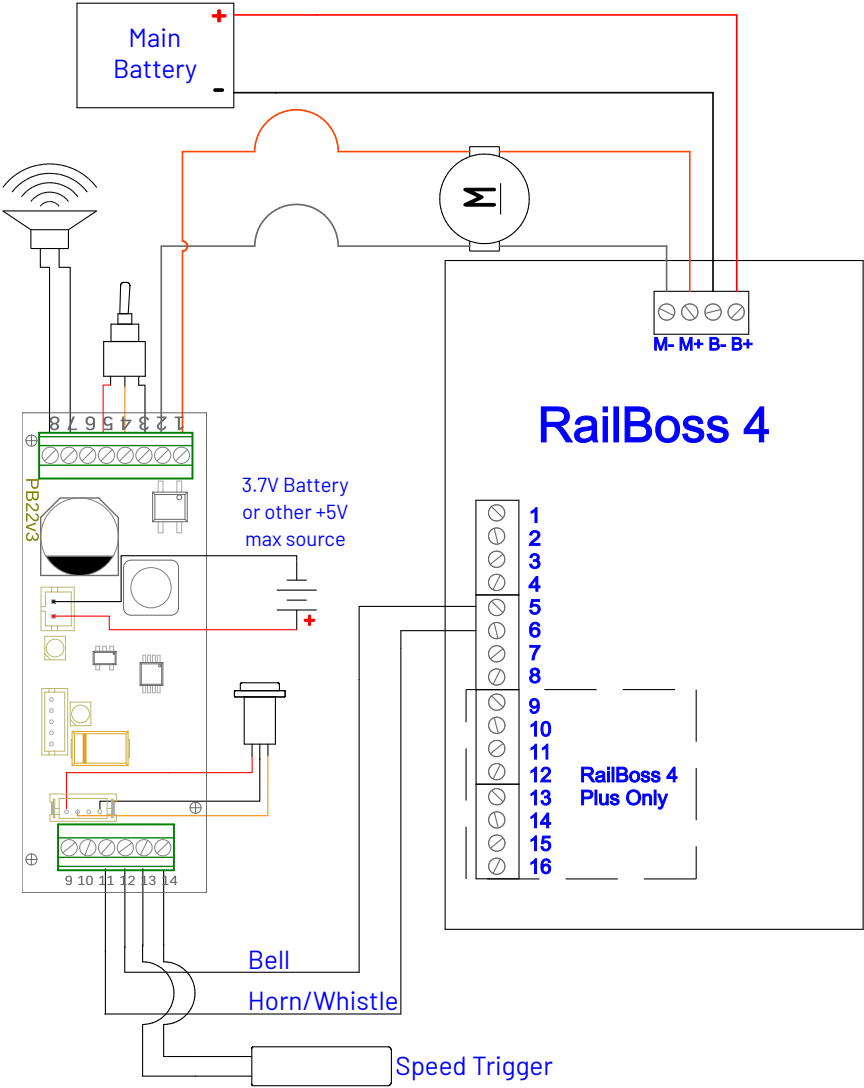 +
Main
Battery
-
M
M- M+ B- B+
RailBoss 4
8 7 6 5 4 3 2 1
PB22v3
3.7V Battery
or other +5V
max source
+
1
2
3
4
5
6
7
8
9
10
11
12
13
14
15
16
RailBoss 4
Plus Only
9 10 11 12 13 14
Bell
Horn/Whistle
Speed Trigger